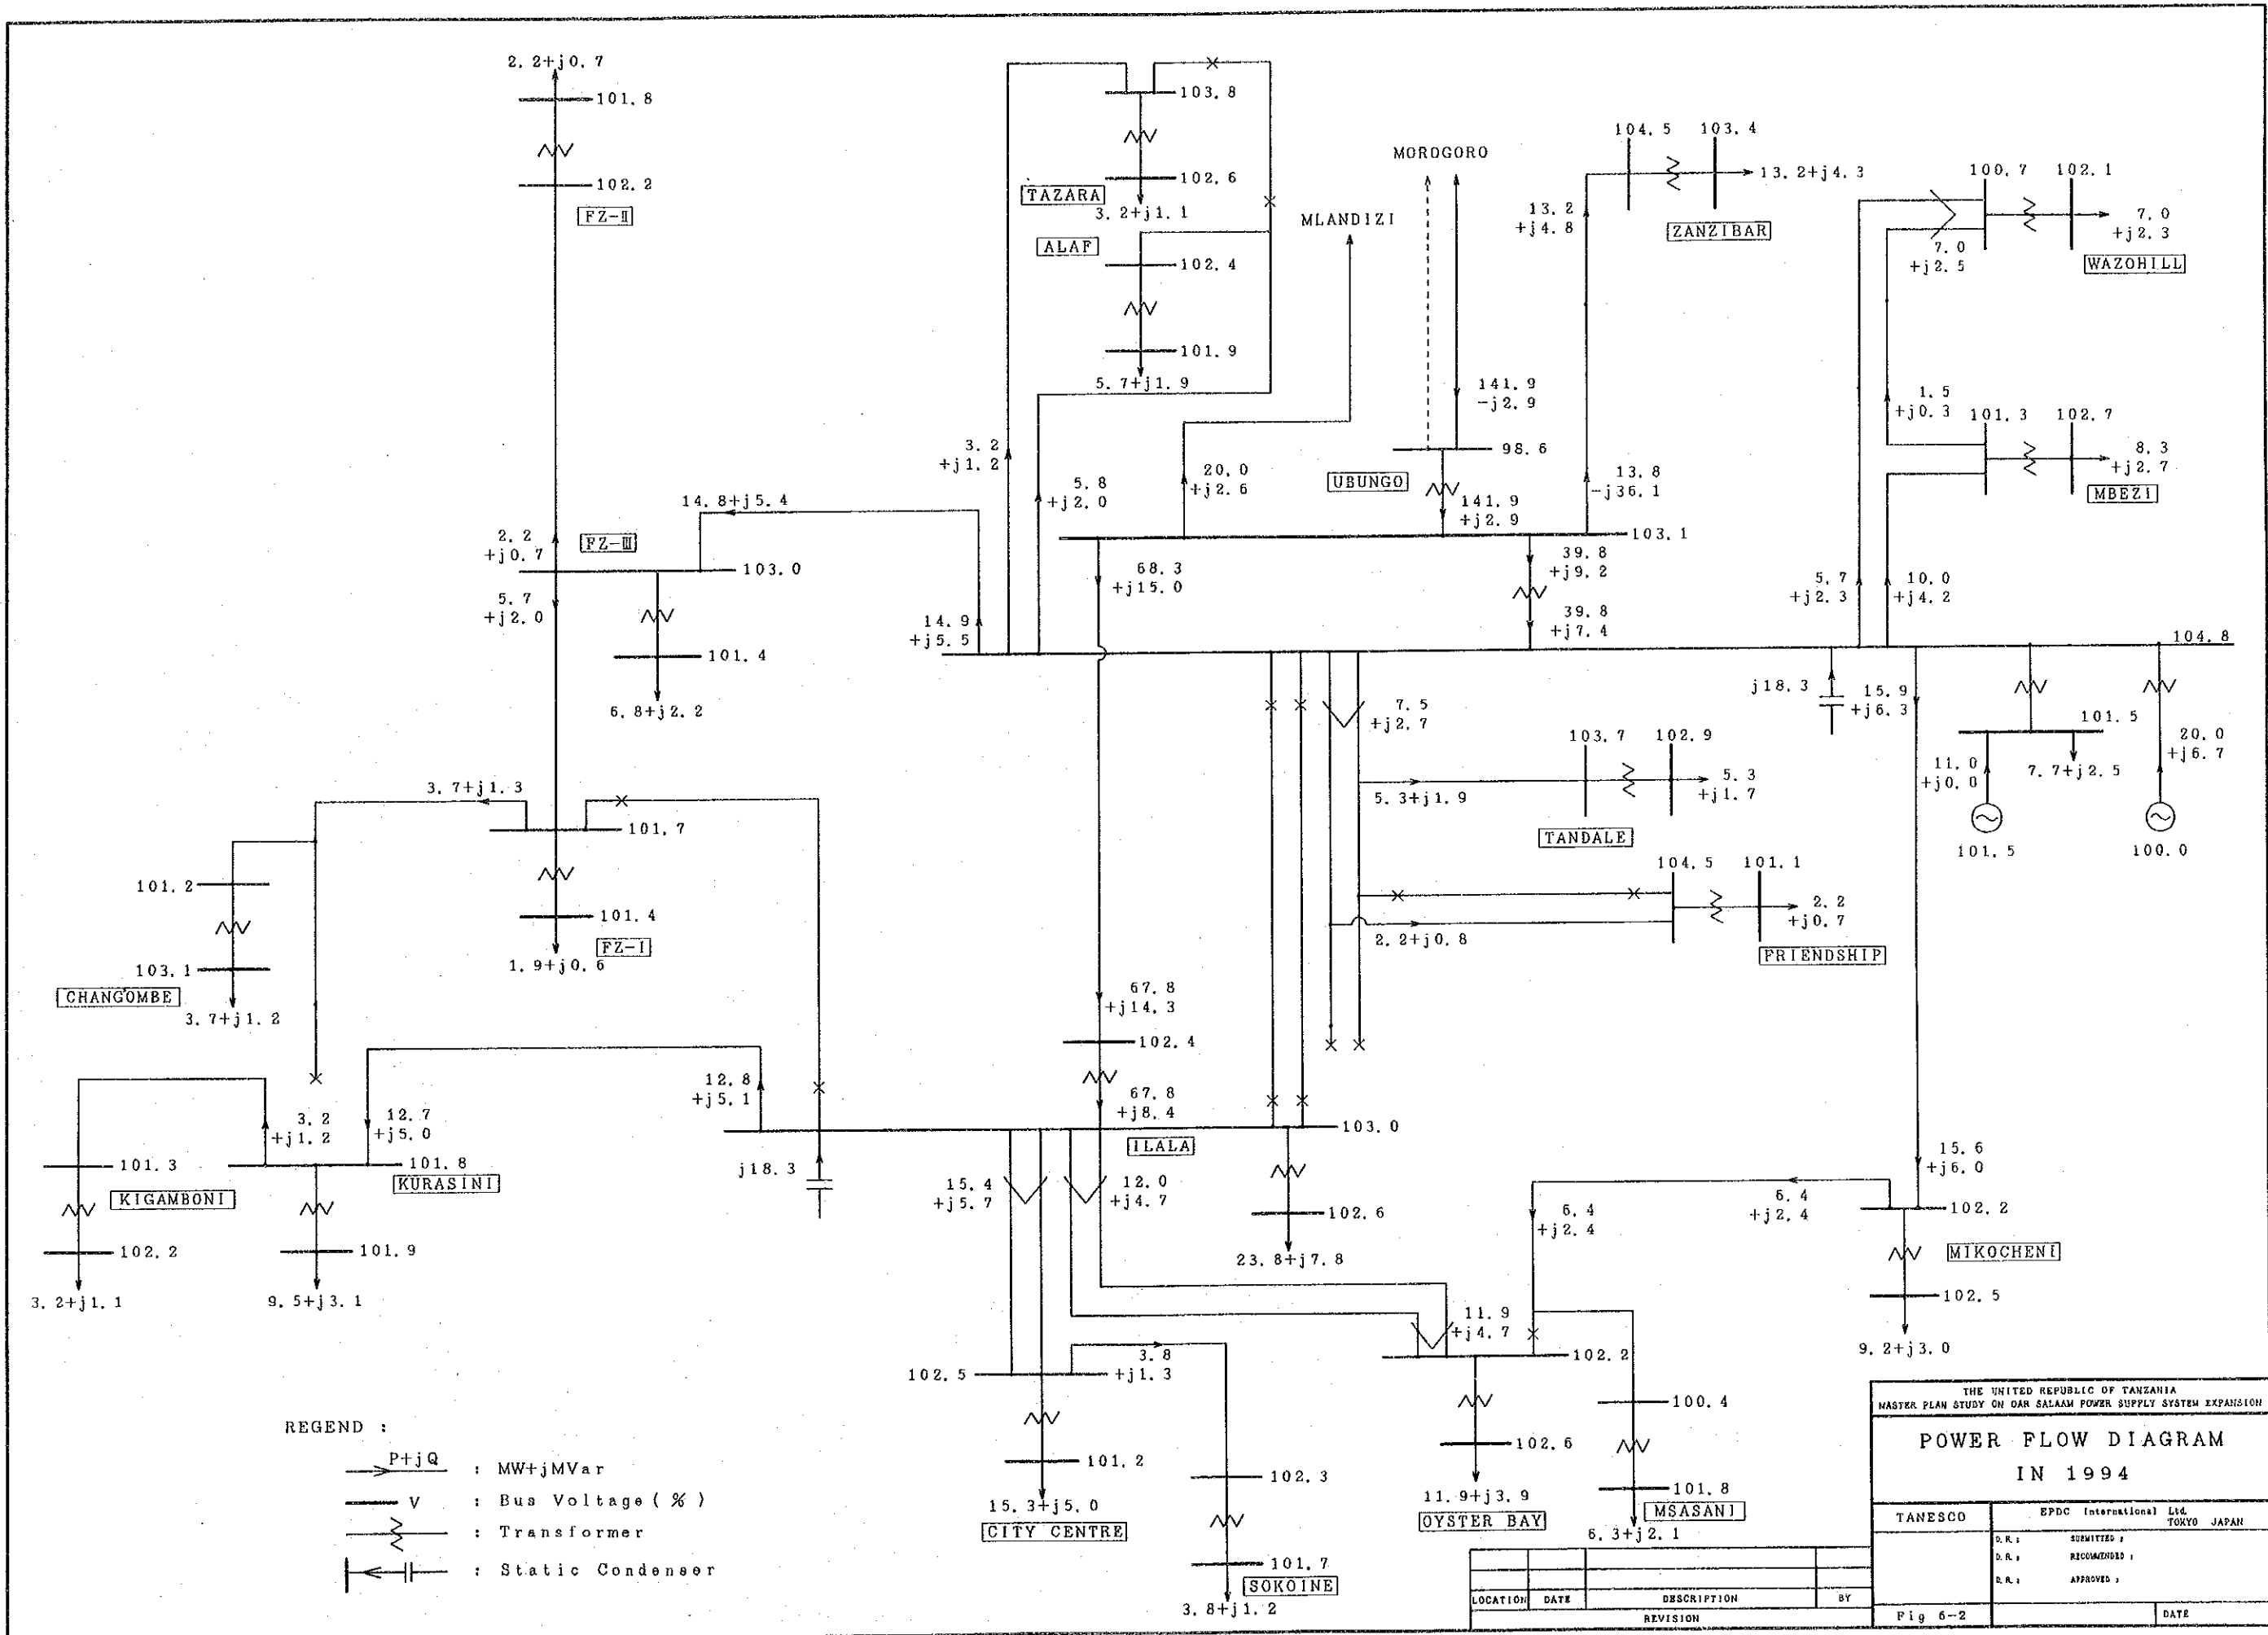 2.2+j0.7
101.8
102.2
FZ-Ⅱ
103.8
102.6
TAZARA
3.2+j1.1
ALAF
102.4
101.9
5.7+j1.9
MOROGORO
MLANDIZI
104.5 103.4
13.2+j4.3
13.2
+j4.8
ZANZIBAR
100.7 102.1
7.0
+j2.3
7.0
+j2.5
WAZOHILL
141.9
-j2.9
98.6
UBUNGO
141.9
+j2.9
1.5
+j0.3
101.3 102.7
8.3
+j2.7
MBEZI
3.2
+j1.2
5.8
+j2.0
20.0
+j2.6
13.8
-j36.1
14.8+j5.4
2.2
+j0.7
FZ-Ⅲ
103.0
5.7
+j2.0
101.4
6.8+j2.2
14.9
+j5.5
68.3
+j15.0
103.1
39.8
+j9.2
39.8
+j7.4
5.7
+j2.3
10.0
+j4.2
104.8
7.5
+j2.7
j18.3
15.9
+j6.3
101.5
11.0
+j0.0
7.7+j2.5
20.0
+j6.7
101.5
100.0
103.7 102.9
5.3+j1.9
5.3
+j1.7
TANDALE
104.5 101.1
2.2
+j0.7
2.2+j0.8
FRIENDSHIP
3.7+j1.3
101.7
101.2
101.4
FZ-Ⅰ
1.9+j0.6
103.1
CHANG'OMBE
3.7+j1.2
67.8
+j14.3
102.4
67.8
+j8.4
12.8
+j5.1
3.2
+j1.2
12.7
+j5.0
101.3
101.8
KURASINI
KIGAMBONI
102.2
101.9
3.2+j1.1
9.5+j3.1
j18.3
ILALA
103.0
15.4
+j5.7
12.0
+j4.7
102.6
23.8+j7.8
15.6
+j6.0
6.4
+j2.4
6.4
+j2.4
102.2
MIKOCHENI
102.5
9.2+j3.0
11.9
+j4.7
102.2
102.5
3.8
+j1.3
101.2
15.3+j5.0
CITY CENTRE
102.3
101.7
SOKOINE
3.8+j1.2
102.6
11.9+j3.9
OYSTER BAY
100.4
101.8
MSASANI
6.3+j2.1
REGEND :
P+jQ : MW+jMVar
V : Bus Voltage ( % )
: Transformer
: Static Condenser
THE UNITED REPUBLIC OF TANZANIA
MASTER PLAN STUDY ON DAR SALAAM POWER SUPPLY SYSTEM EXPANSION
POWER FLOW DIAGRAM
IN 1994
TANESCO
EPDC International Ltd.
TOKYO JAPAN
D.R.: SUBMITTED :
D.R.: RECOMMENDED :
D.R.: APPROVED :
LOCATION DATE DESCRIPTION BY
REVISION
Fig 6-2
DATE